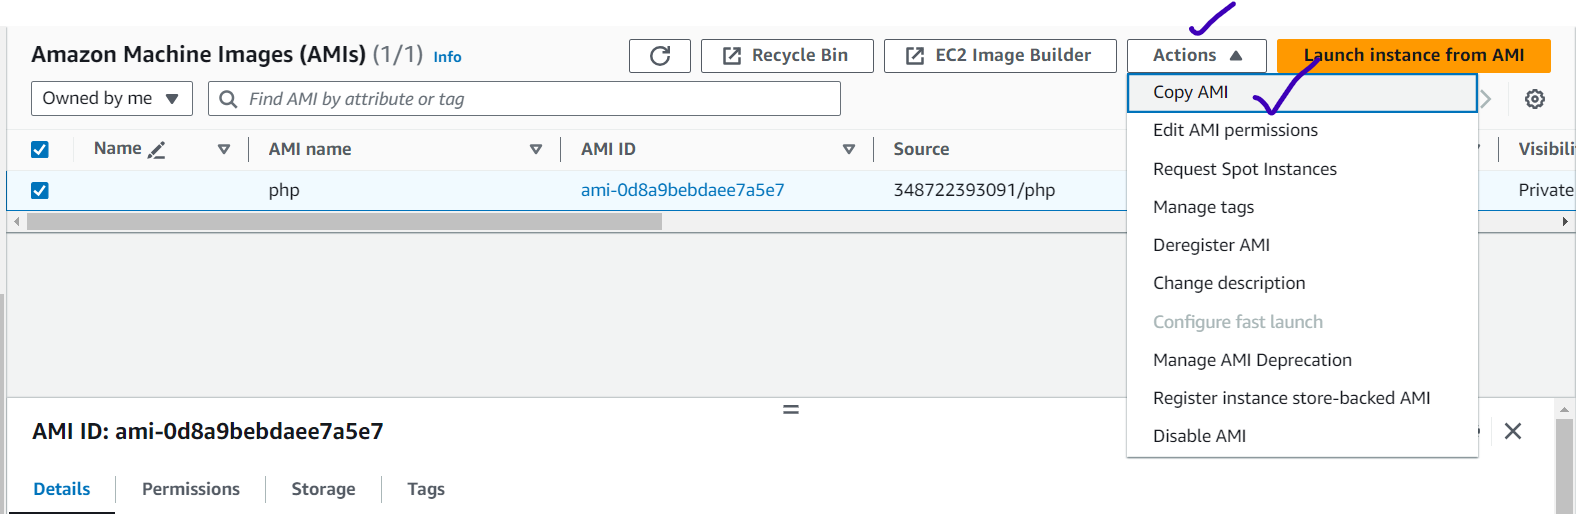 Amazon Machine Images (AMIs) (1/1) Info
Recycle Bin
EC2 Image Builder
Actions
Launch instance from AMI
Owned by me
Find AMI by attribute or tag
Copy AMI
Edit AMI permissions
Request Spot Instances
Manage tags
Deregister AMI
Change description
Configure fast launch
Manage AMI Deprecation
Register instance store-backed AMI
Disable AMI
Name
AMI name
AMI ID
Source
php
ami-0d8a9bebdaee7a5e7
348722393091/php
Private
AMI ID: ami-0d8a9bebdaee7a5e7
Details
Permissions
Storage
Tags